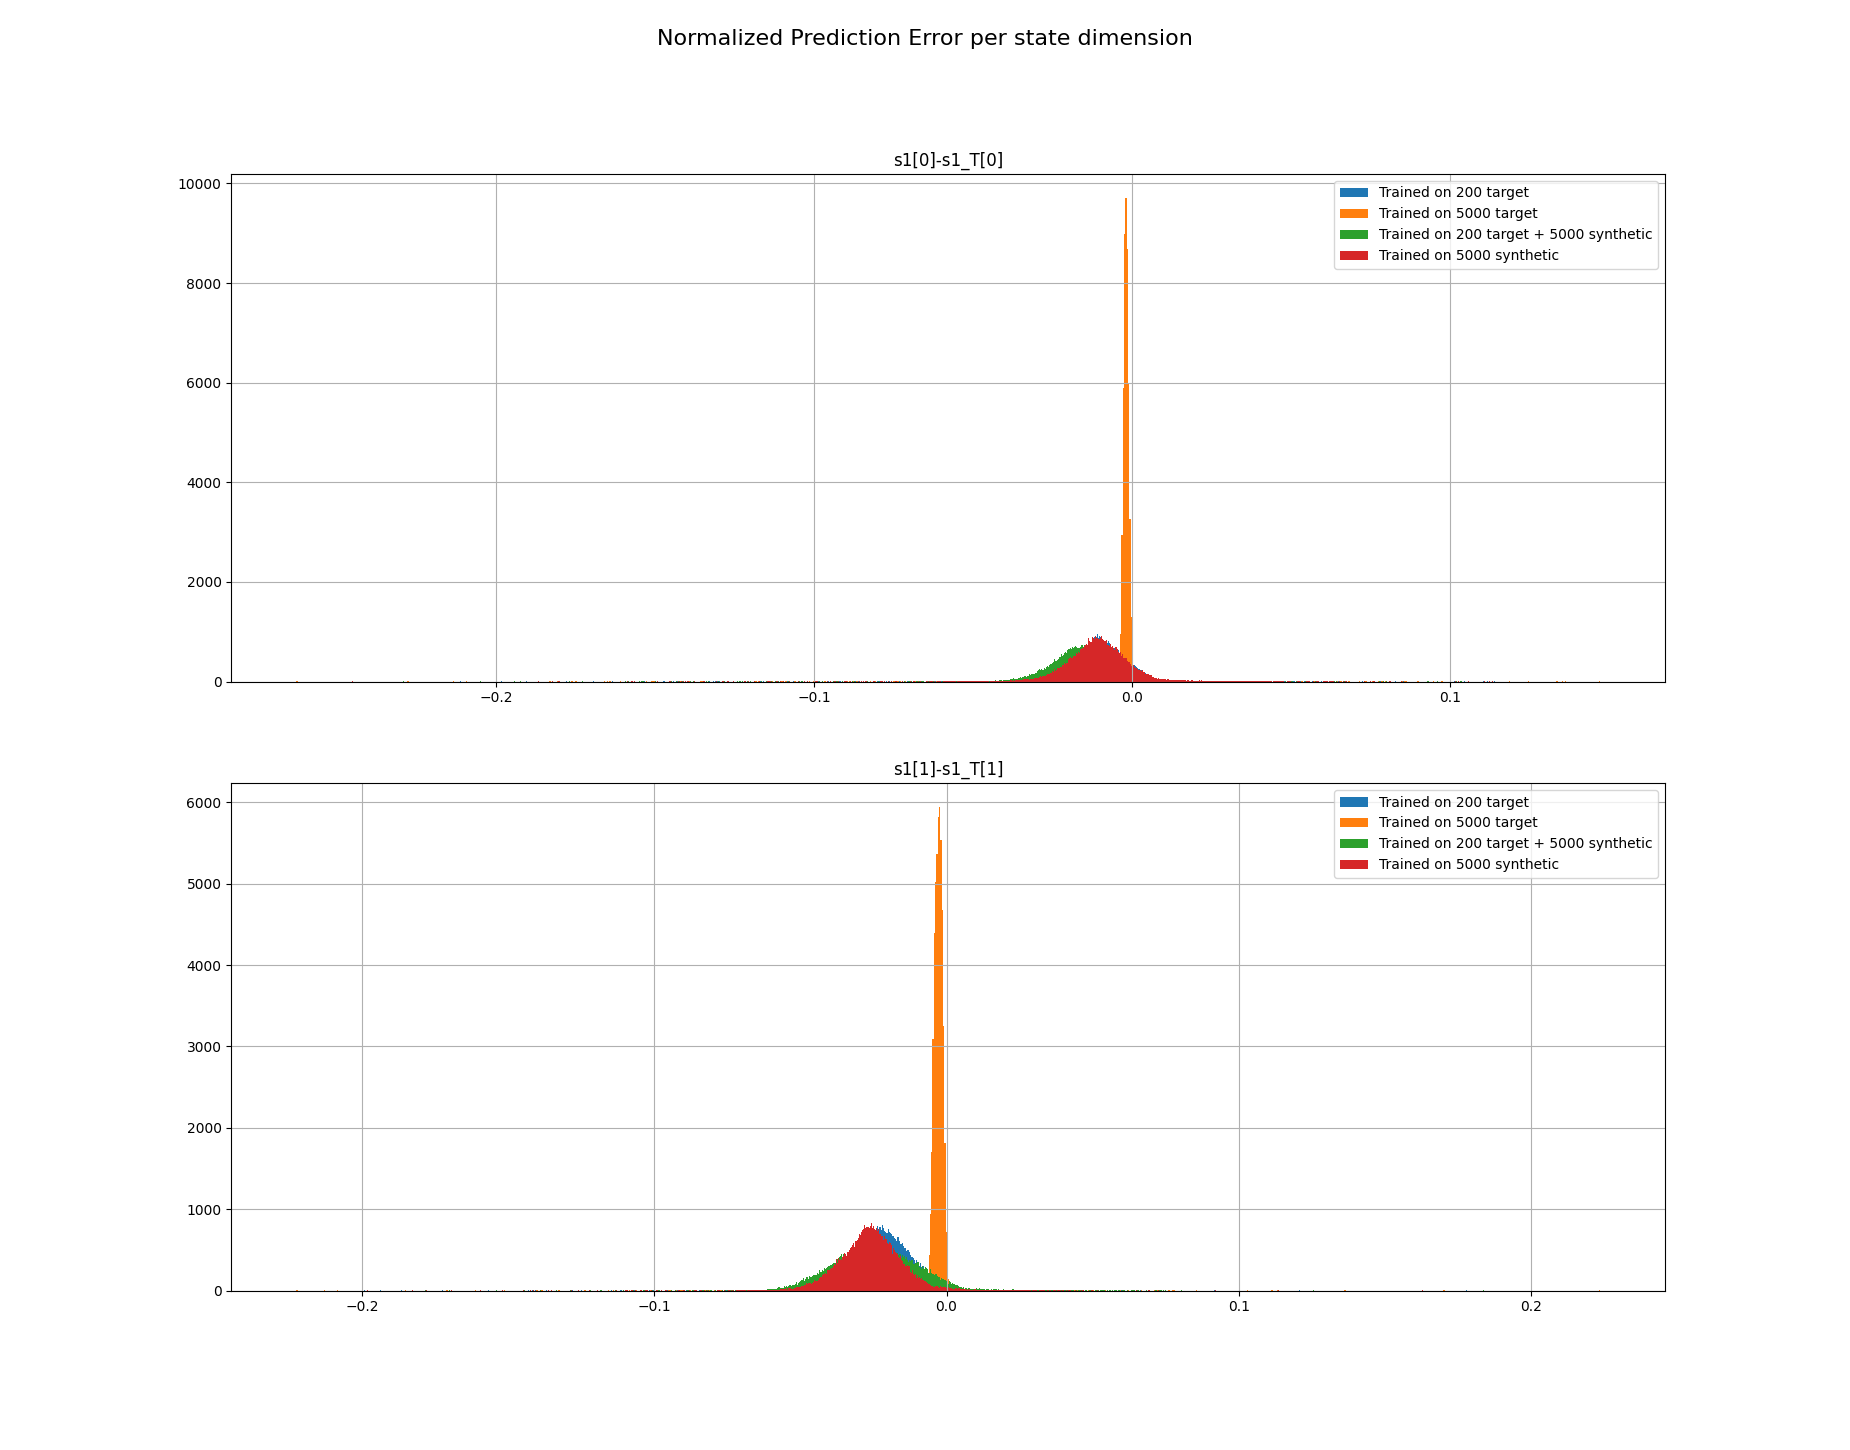 Normalized Prediction Error per state dimension
s1[0]-s1_T[0]
10000
8000
6000
4000
2000
0
−0.2
−0.1
0.0
0.1
Trained on 200 target
Trained on 5000 target
Trained on 200 target + 5000 synthetic
Trained on 5000 synthetic
s1[1]-s1_T[1]
6000
5000
4000
3000
2000
1000
0
−0.2
−0.1
0.0
0.1
0.2
Trained on 200 target
Trained on 5000 target
Trained on 200 target + 5000 synthetic
Trained on 5000 synthetic